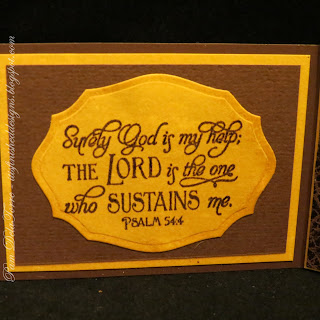 Surely God is my help;
THE LORD is the one
who SUSTAINS me.
PSALM 54:4